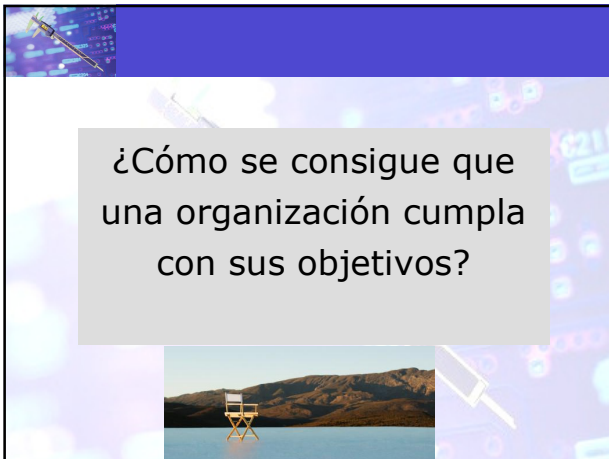 ¿Cómo se consigue que
una organización cumpla
con sus objetivos?